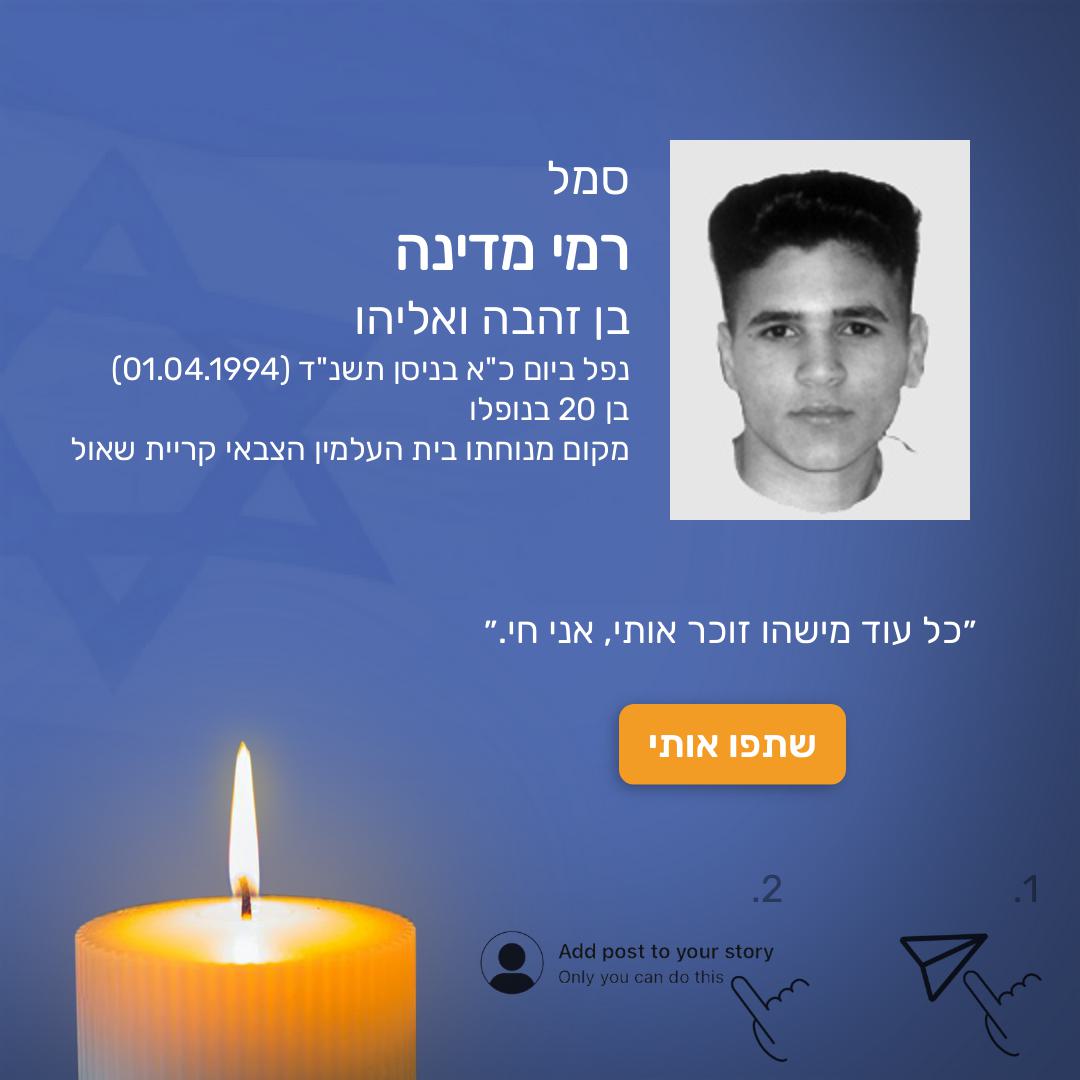 סמל
רמי מדינה
בן זהבה ואליהו
נפל ביום כ"א בניסן תשנ"ד (01.04.1994)
בן 20 בנופלו
מקום מנוחתו בית העלמין הצבאי קריית שאול
״כל עוד מישהו זוכר אותי, אני חי.״
שתפו אותי
1.
2.
Add post to your story
Only you can do this